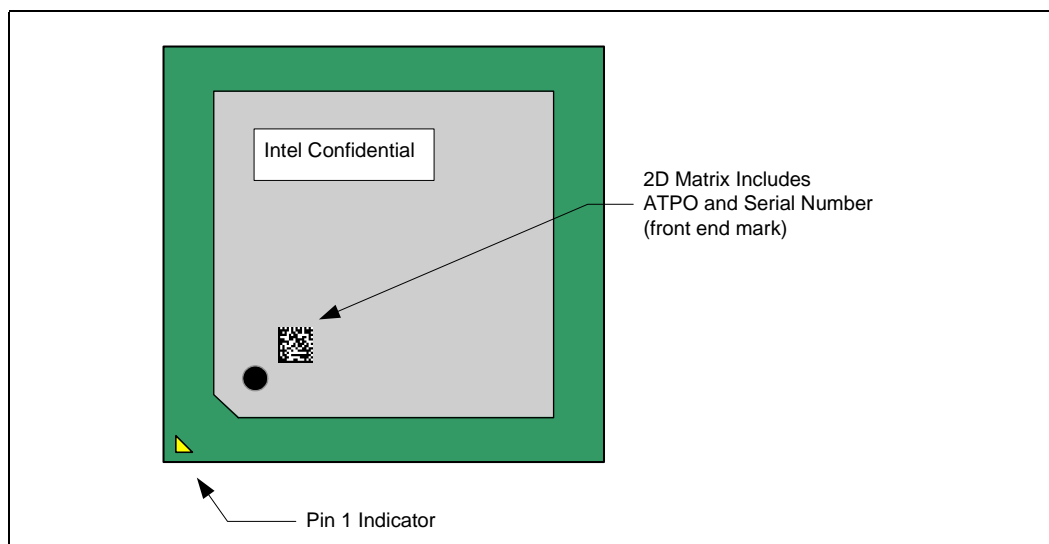 Intel Confidential
2D Matrix Includes
ATPO and Serial Number
(front end mark)
Pin 1 Indicator